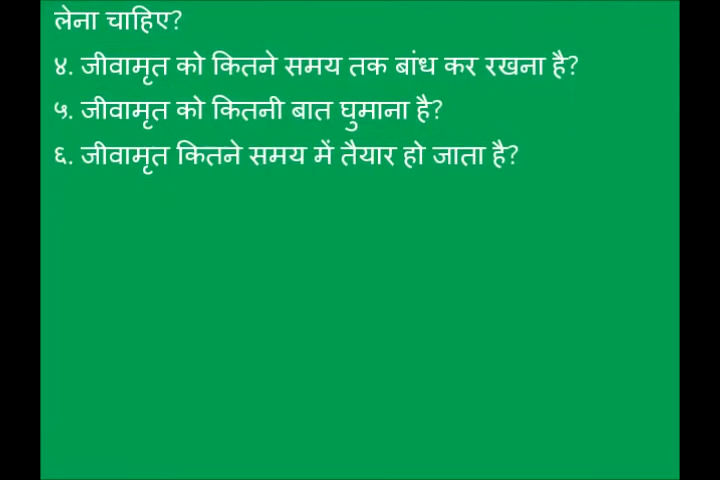 लेना चाहिए?
४. जीवामृत को कितने समय तक बांध कर रखना है?
५. जीवामृत को कितनी बात घुमाना है?
६. जीवामृत कितने समय में तैयार हो जाता है?